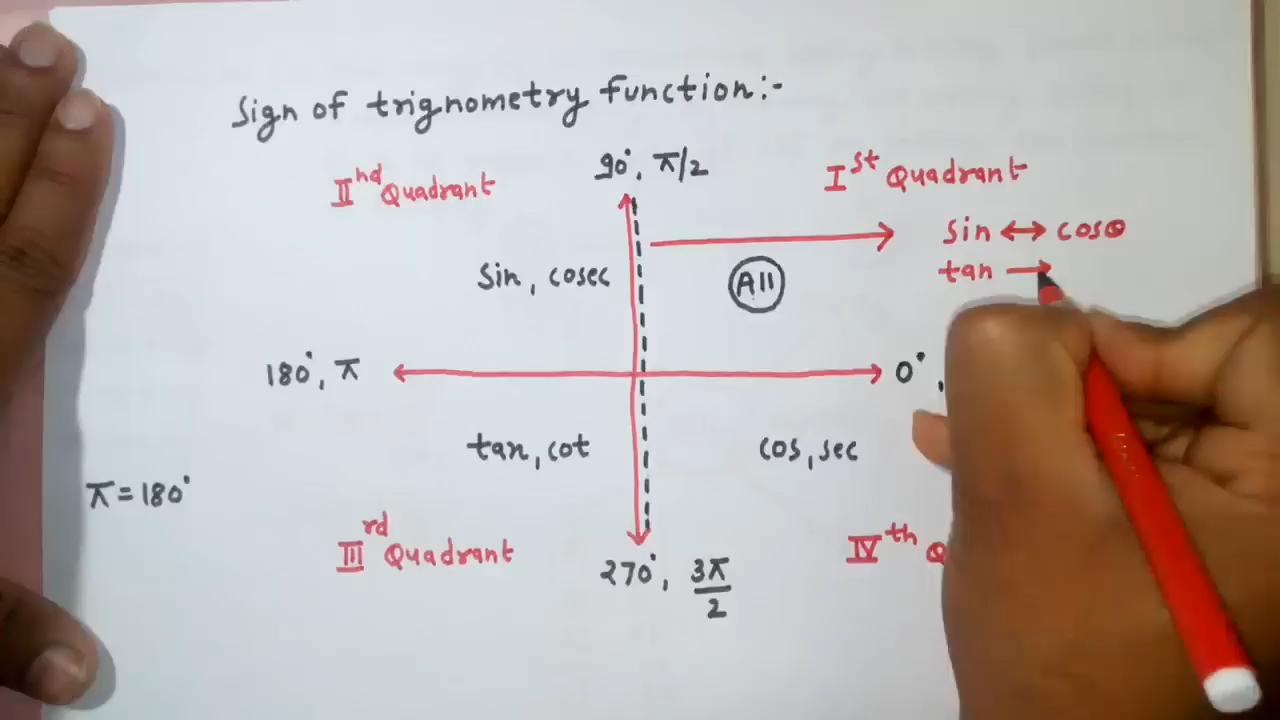 Sign of trignometry function:-
IInd Quadrant
90°, π/2
Ist Quadrant
sin ↔ cosθ
tan →
Sin, cosec
All
180°, π
0°,
tan, cot
cos, sec
π = 180°
IIIrd Quadrant
IVth Q
270°, 3π/2